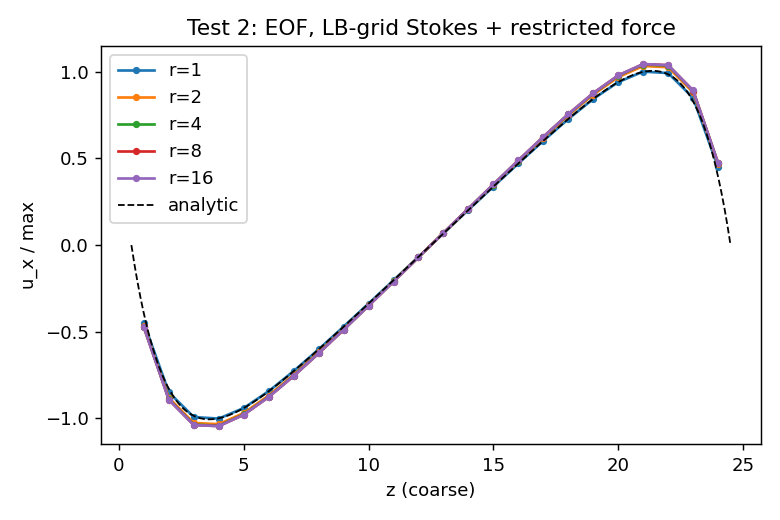 Test 2: EOF, LB-grid Stokes + restricted force
u_x / max
1.0
0.5
0.0
−0.5
−1.0
r=1
r=2
r=4
r=8
r=16
analytic
0 5 10 15 20 25
z (coarse)